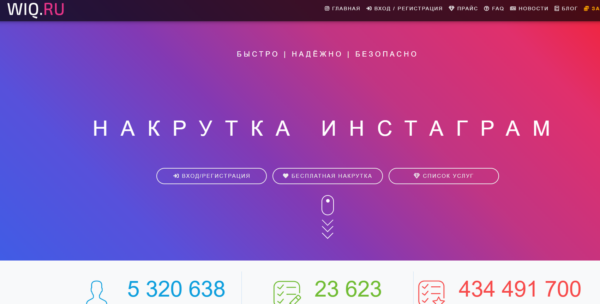 WIQ.RU ГЛАВНАЯ ВХОД / РЕГИСТРАЦИЯ ПРАЙС FAQ НОВОСТИ БЛОГ ЗА
БЫСТРО | НАДЁЖНО | БЕЗОПАСНО
НАКРУТКА ИНСТАГРАМ
ВХОД/РЕГИСТРАЦИЯ БЕСПЛАТНАЯ НАКРУТКА СПИСОК УСЛУГ
5 320 638 23 623 434 491 700